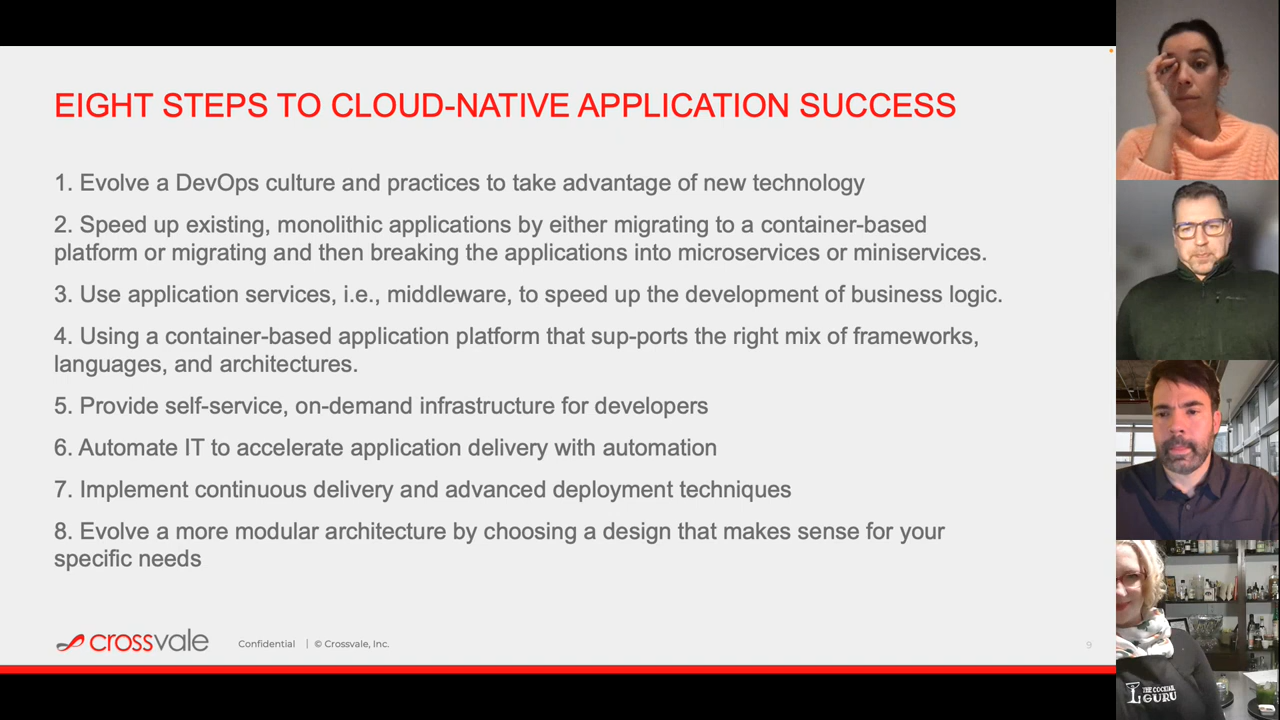 EIGHT STEPS TO CLOUD-NATIVE APPLICATION SUCCESS
1. Evolve a DevOps culture and practices to take advantage of new technology
2. Speed up existing, monolithic applications by either migrating to a container-based
platform or migrating and then breaking the applications into microservices or miniservices.
3. Use application services, i.e., middleware, to speed up the development of business logic.
4. Using a container-based application platform that sup-ports the right mix of frameworks,
languages, and architectures.
5. Provide self-service, on-demand infrastructure for developers
6. Automate IT to accelerate application delivery with automation
7. Implement continuous delivery and advanced deployment techniques
8. Evolve a more modular architecture by choosing a design that makes sense for your
specific needs
crossvale Confidential | © Crossvale, Inc. 9
THE COCKTAIL
GURU